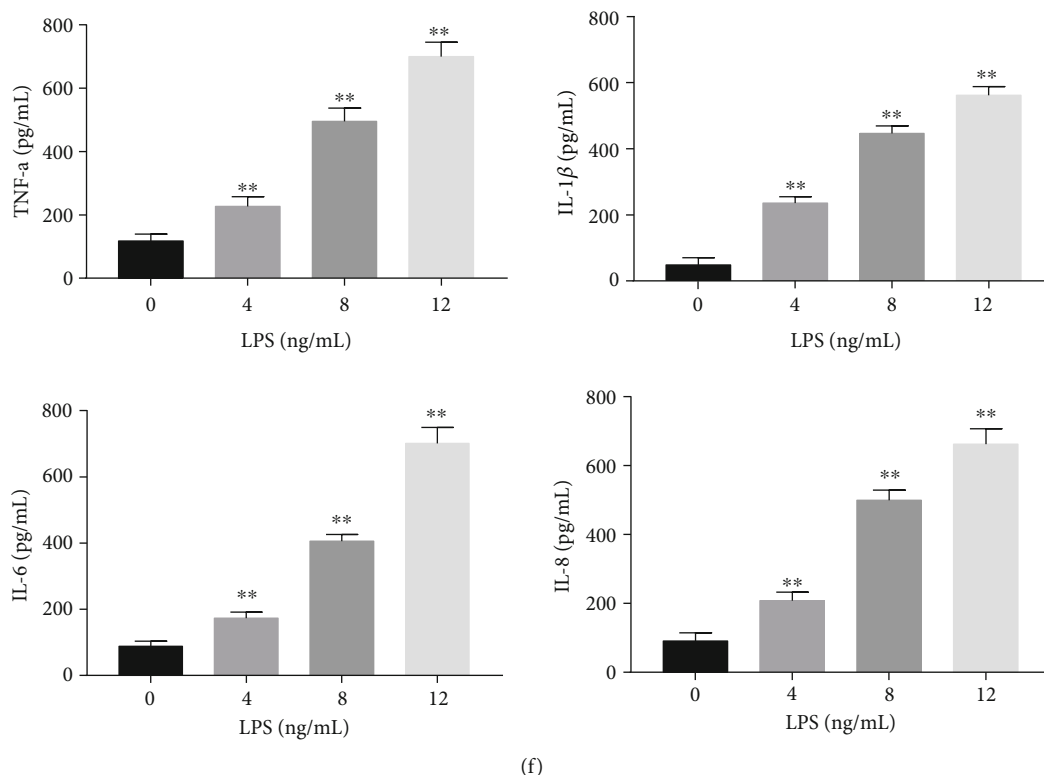 800
600
400
200
0
TNF-a (pg/mL)
**
**
**
0 4 8 12
LPS (ng/mL)
800
600
400
200
0
IL-1β (pg/mL)
**
**
**
0 4 8 12
LPS (ng/mL)
800
600
400
200
0
IL-6 (pg/mL)
**
**
**
0 4 8 12
LPS (ng/mL)
800
600
400
200
0
IL-8 (pg/mL)
**
**
**
0 4 8 12
LPS (ng/mL)
(f)